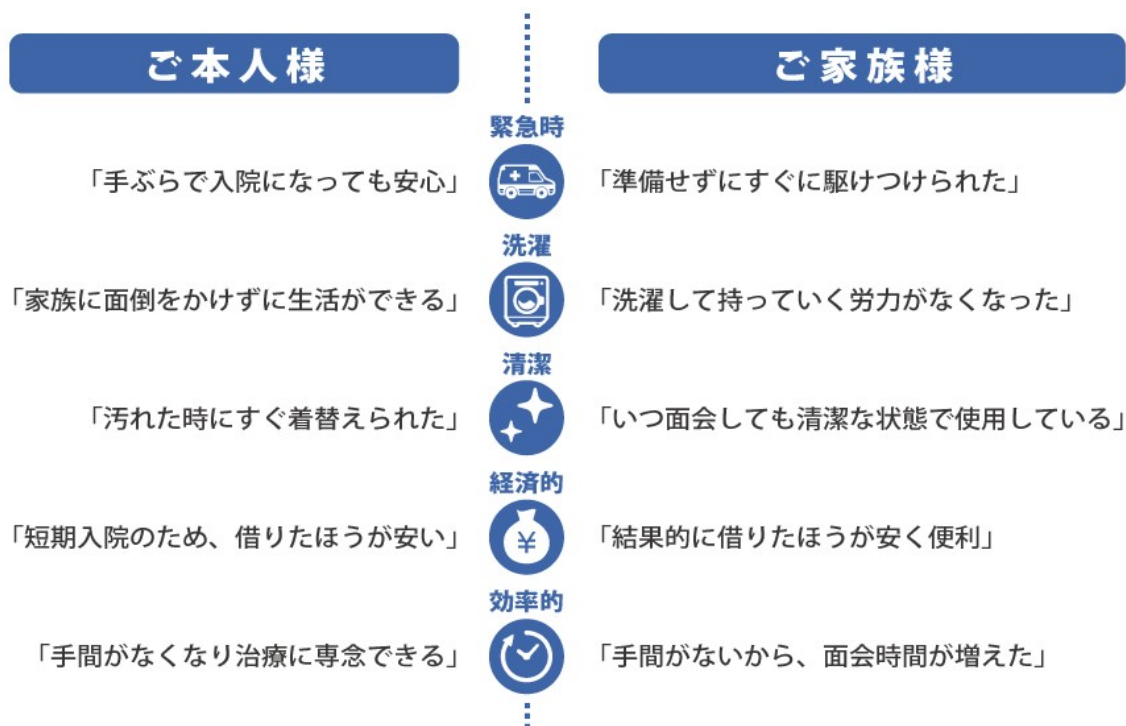 ご本人様
ご家族様
緊急時
「手ぶらで入院になっても安心」
「準備せずにすぐに駆けつけられた」
洗濯
「家族に面倒をかけずに生活ができる」
「洗濯して持っていく労力がなくなった」
清潔
「汚れた時にすぐ着替えられた」
「いつ面会しても清潔な状態で使用している」
経済的
「短期入院のため、借りたほうが安い」
¥
「結果的に借りたほうが安く便利」
効率的
「手間がなくなり治療に専念できる」
「手間がないから、面会時間が増えた」